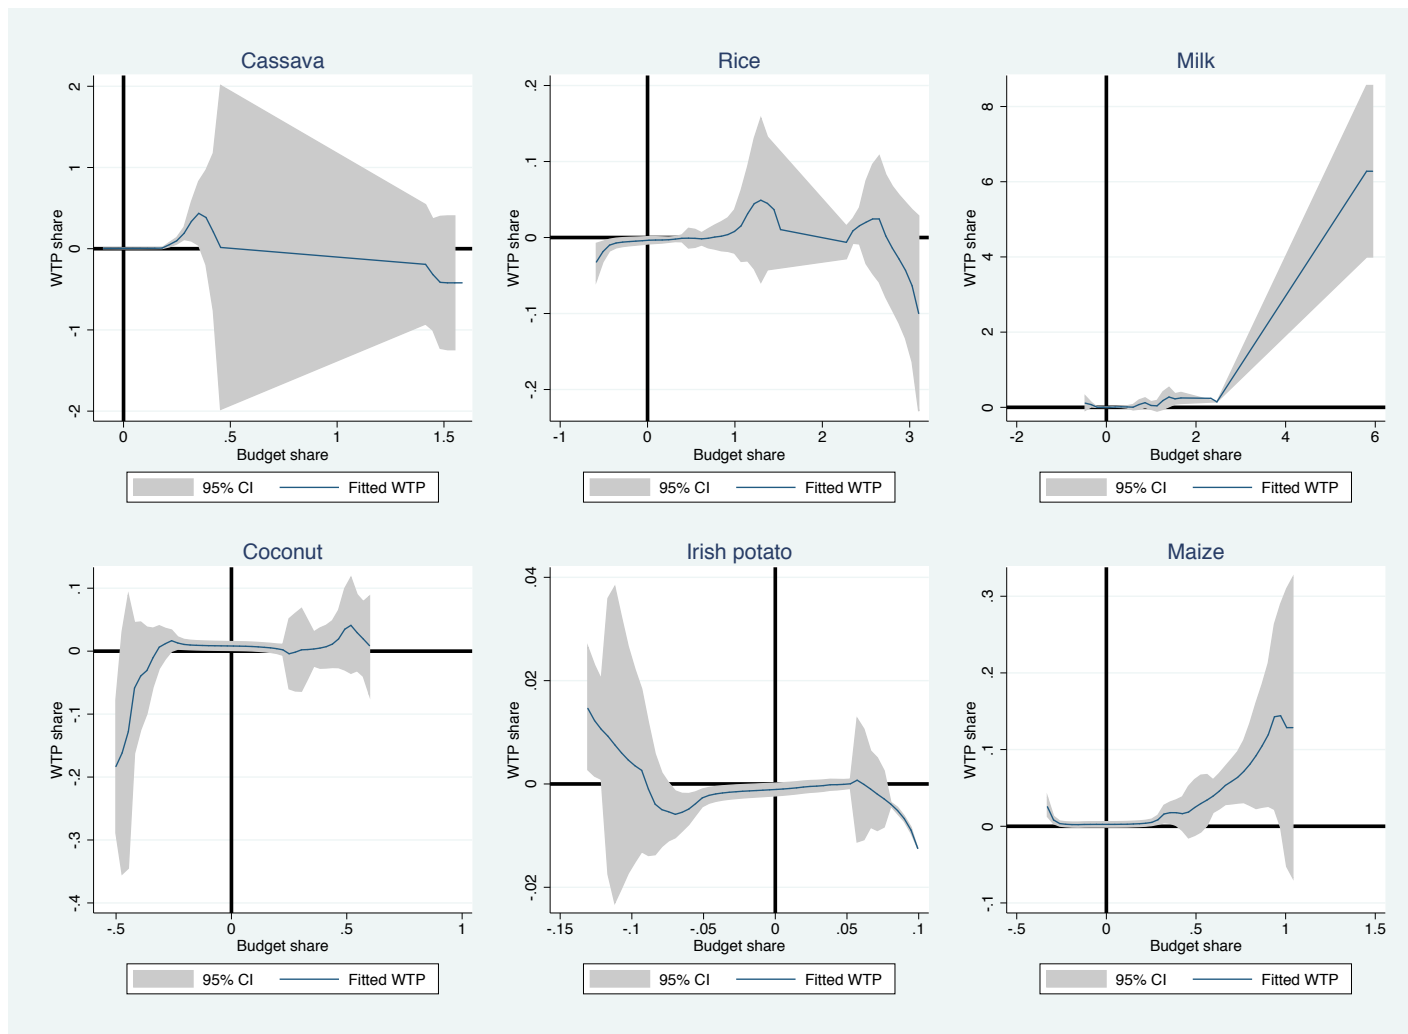 Cassava
WTP share
2
1
0
-1
-2
0
.5
1
1.5
Budget share
95% CI
Fitted WTP
Rice
WTP share
.2
.1
0
-.1
-.2
-1
0
1
2
3
Budget share
95% CI
Fitted WTP
Milk
WTP share
8
6
4
2
0
-2
0
2
4
6
Budget share
95% CI
Fitted WTP
Coconut
WTP share
.1
0
-.1
-.2
-.3
-.4
-.5
0
.5
1
Budget share
95% CI
Fitted WTP
Irish potato
WTP share
.04
.02
0
-.02
-.15
-.1
-.05
0
.05
.1
Budget share
95% CI
Fitted WTP
Maize
WTP share
.3
.2
.1
0
-.1
-.5
0
.5
1
1.5
Budget share
95% CI
Fitted WTP